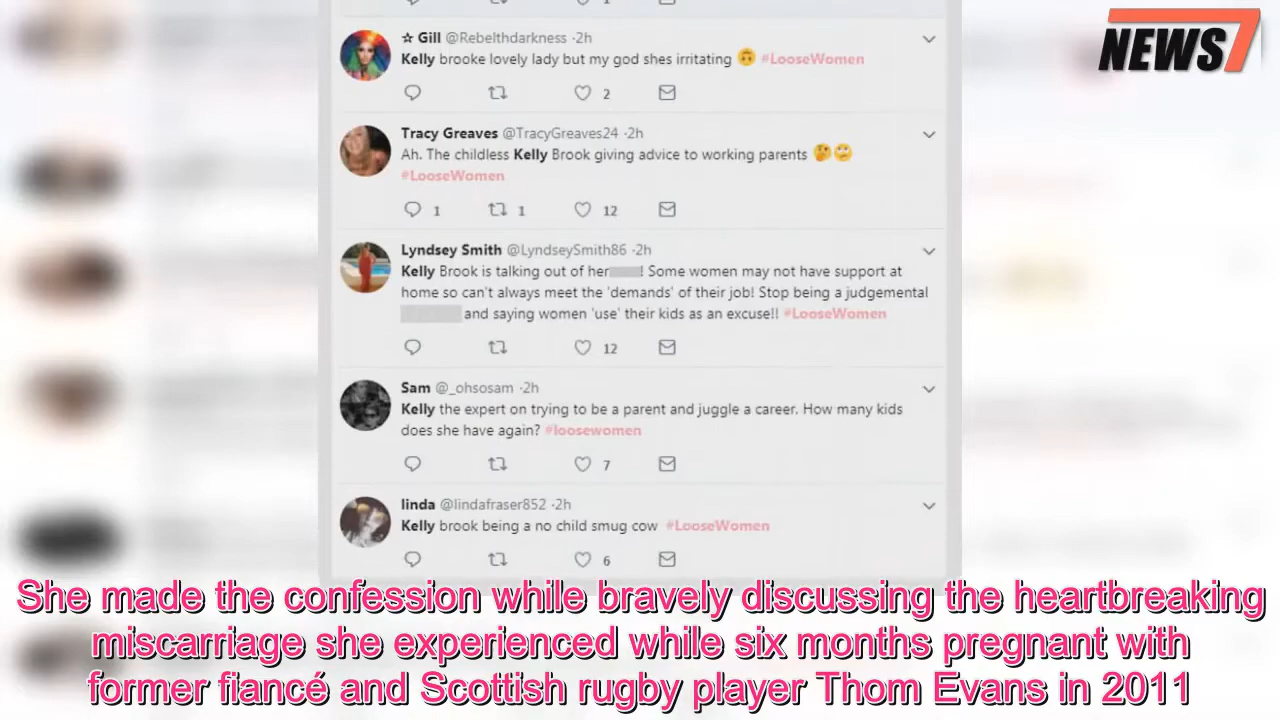 1
NEWS7
☆ Gill @Rebelthdarkness ·2h
Kelly brooke lovely lady but my god shes irritating 🙃 #LooseWomen
2
Tracy Greaves @TracyGreaves24 ·2h
Ah. The childless Kelly Brook giving advice to working parents 🤔🙄
#LooseWomen
1 1 12
Lyndsey Smith @LyndseySmith86 ·2h
Kelly Brook is talking out of her ! Some women may not have support at
home so can't always meet the 'demands' of their job! Stop being a judgemental
and saying women 'use' their kids as an excuse!! #LooseWomen
12
Sam @_ohsosam ·2h
Kelly the expert on trying to be a parent and juggle a career. How many kids
does she have again? #loosewomen
7
linda @lindafraser852 ·2h
Kelly brook being a no child smug cow #LooseWomen
6
She made the confession while bravely discussing the heartbreaking
miscarriage she experienced while six months pregnant with
former fiancé and Scottish rugby player Thom Evans in 2011